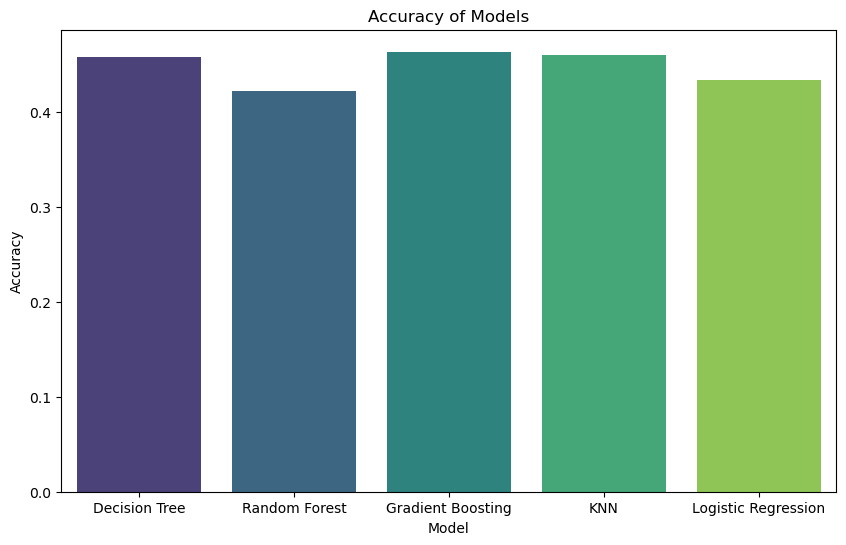 Accuracy of Models
Accuracy
0.4
0.3
0.2
0.1
0.0
Decision Tree
Random Forest
Gradient Boosting
KNN
Logistic Regression
Model